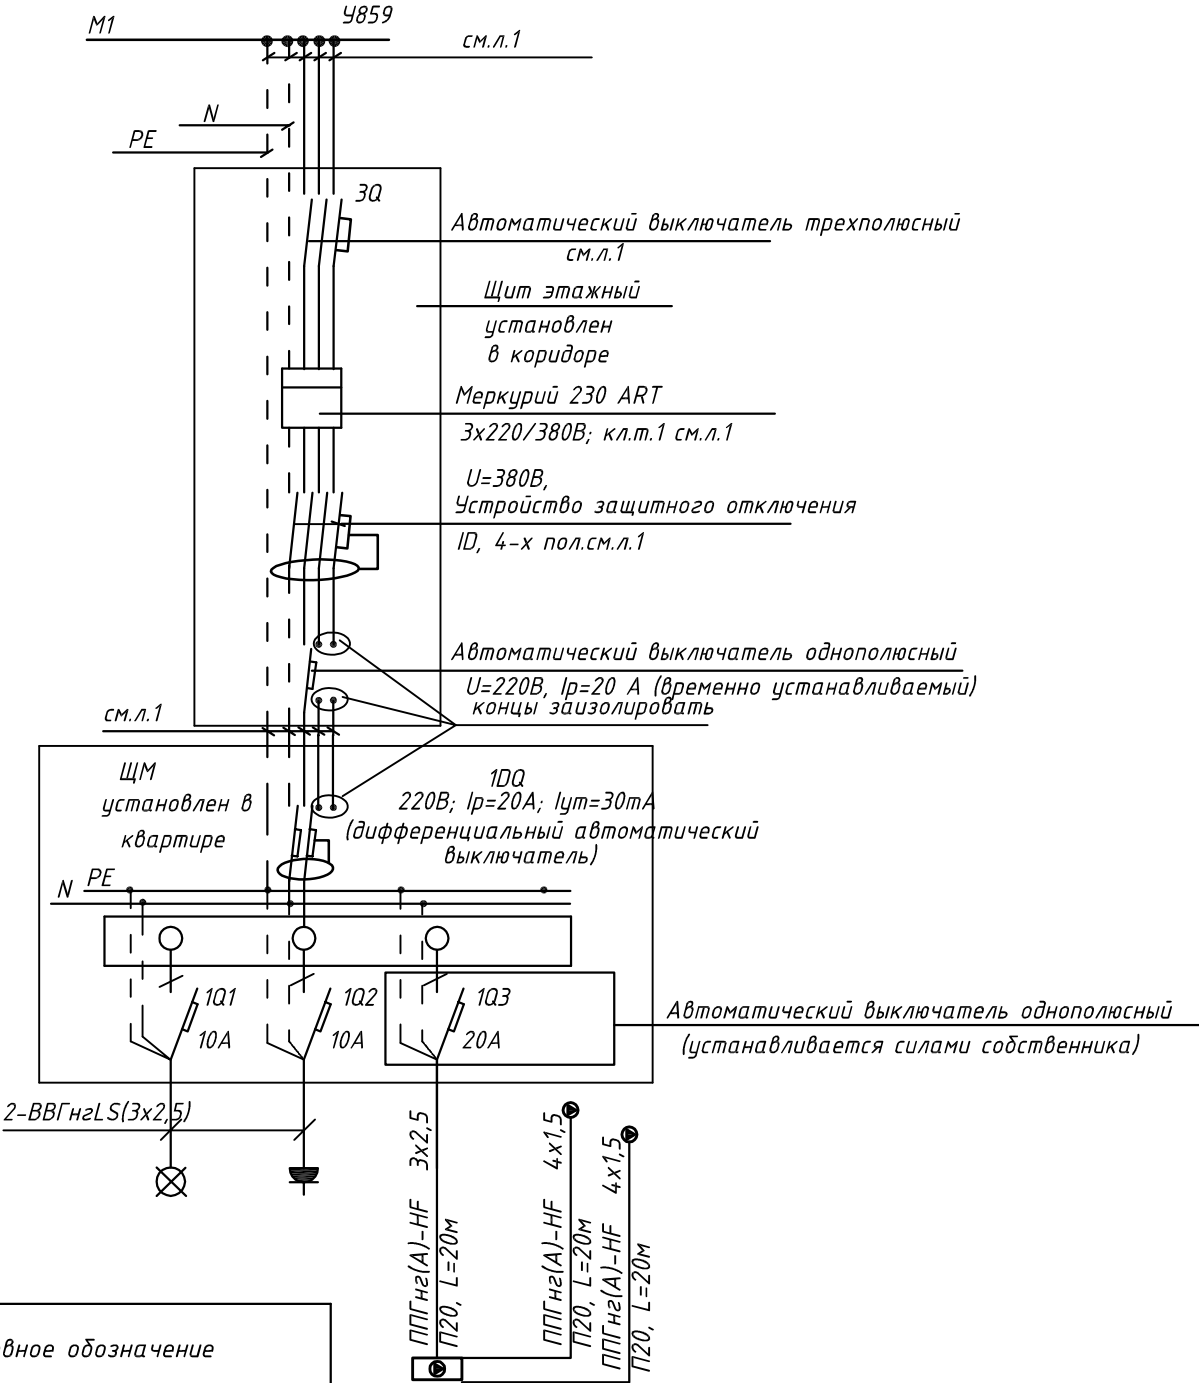 М1
У859
см.л.1
N
PE
3Q
Автоматический выключатель трехполюсный
см.л.1
Щит этажный
установлен
в коридоре
Меркурий 230 ART
3х220/380В; кл.т.1 см.л.1
U=380В,
Устройство защитного отключения
ID, 4-х пол.см.л.1
Автоматический выключатель однополюсный
U=220В, Iр=20 А (временно устанавливаемый)
концы заизолировать
см.л.1
ЩМ
установлен в
квартире
1DQ
220В; Iр=20А; Iут=30mA
(дифференциальный автоматический
выключатель)
PE
N
1Q1
10А
1Q2
10А
1Q3
20А
Автоматический выключатель однополюсный
(устанавливается силами собственника)
2-ВВГнгLS(3х2,5)
ППГнг(А)-HF 3х2,5
П20, L=20м
ППГнг(А)-HF 4х1,5
П20, L=20м
ППГнг(А)-HF 4х1,5
П20, L=20м
вное обозначение